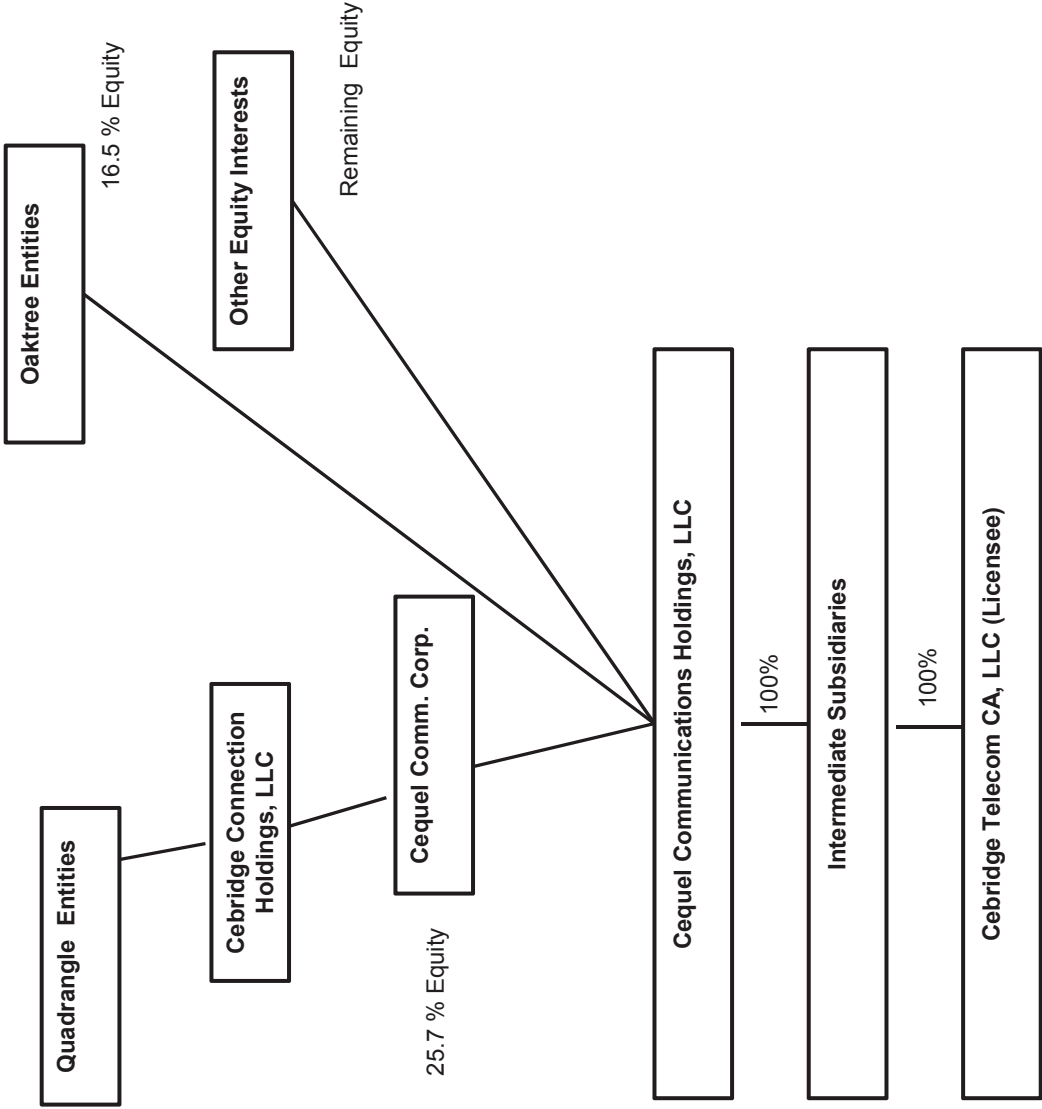 Quadrangle Entities
Cebridge Connection
Holdings, LLC
Cequel Comm. Corp.
25.7 % Equity
Oaktree Entities
16.5 % Equity
Other Equity Interests
Remaining Equity
Cequel Communications Holdings, LLC
100%
Intermediate Subsidiaries
100%
Cebridge Telecom CA, LLC (Licensee)